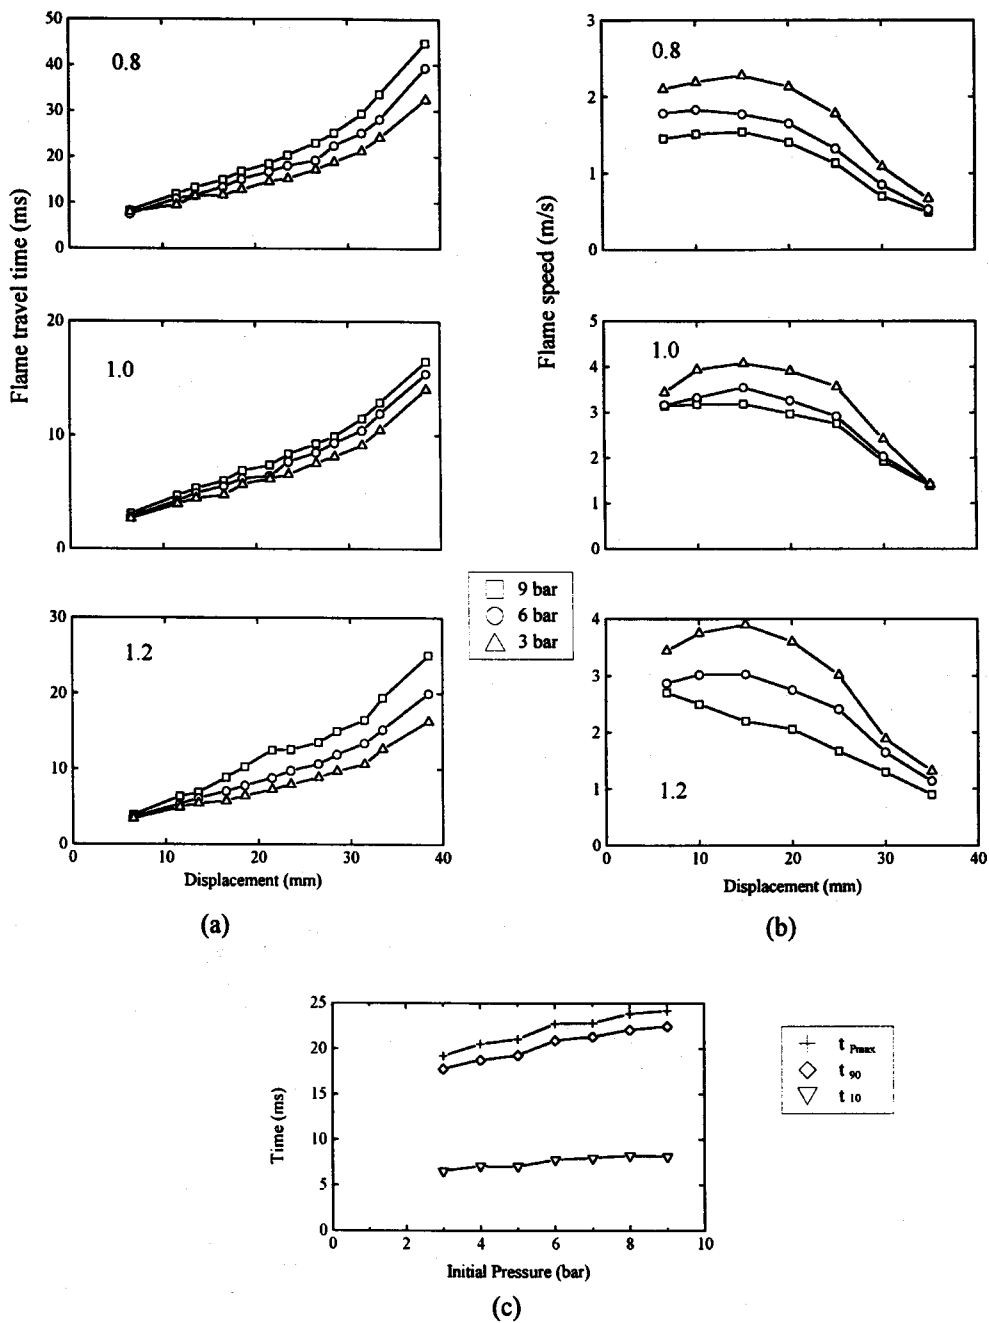 50
40
30
20
10
0
0.8
Flame travel time (ms)
20
10
0
1.0
30
20
10
0
1.2
0 10 20 30 40
Displacement (mm)
(a)
3
2
1
0
0.8
Flame speed (m/s)
5
4
3
2
1
0
1.0
9 bar
6 bar
3 bar
4
3
2
1
0
1.2
0 10 20 30 40
Displacement (mm)
(b)
25
20
15
10
5
0
Time (ms)
0 2 4 6 8 10
Initial Pressure (bar)
(c)
t Pmax
t 90
t 10